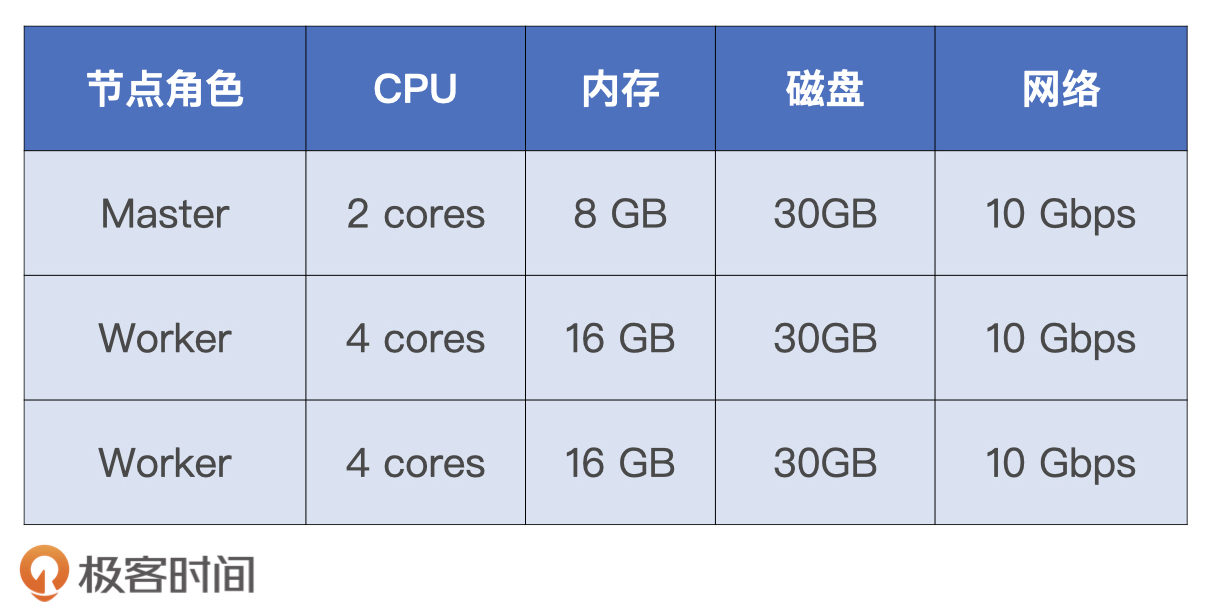 节点角色 CPU 内存 磁盘 网络
Master 2 cores 8 GB 30GB 10 Gbps
Worker 4 cores 16 GB 30GB 10 Gbps
Worker 4 cores 16 GB 30GB 10 Gbps
极客时间